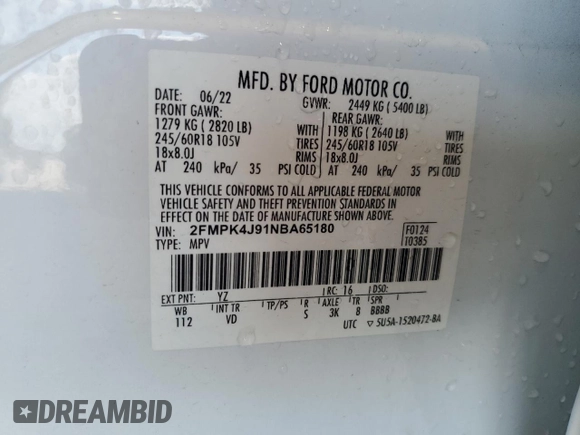 MFD. BY FORD MOTOR CO.
DATE: 06/22 GVWR: 2449 KG ( 5400 LB)
FRONT GAWR: REAR GAWR:
1279 KG ( 2820 LB) WITH 1198 KG ( 2640 LB) WITH
245/60R18 105V TIRES 245/60R18 105V TIRES
18x8.0J RIMS 18x8.0J RIMS
AT 240 kPa/ 35 PSI COLD AT 240 kPa/ 35 PSI COLD
THIS VEHICLE CONFORMS TO ALL APPLICABLE FEDERAL MOTOR
VEHICLE SAFETY AND THEFT PREVENTION STANDARDS IN
EFFECT ON THE DATE OF MANUFACTURE SHOWN ABOVE.
VIN: 2FMPK4J91NBA65180 F0124
TYPE: MPV 10385
EXT PNT: YZ RC: 16 DSO:
WB INT TR TP/PS R AXLE TR SPR
112 VD S 3K 8 BBBB
UTC ▽ 5U5A-1520472-BA
DREAMBID